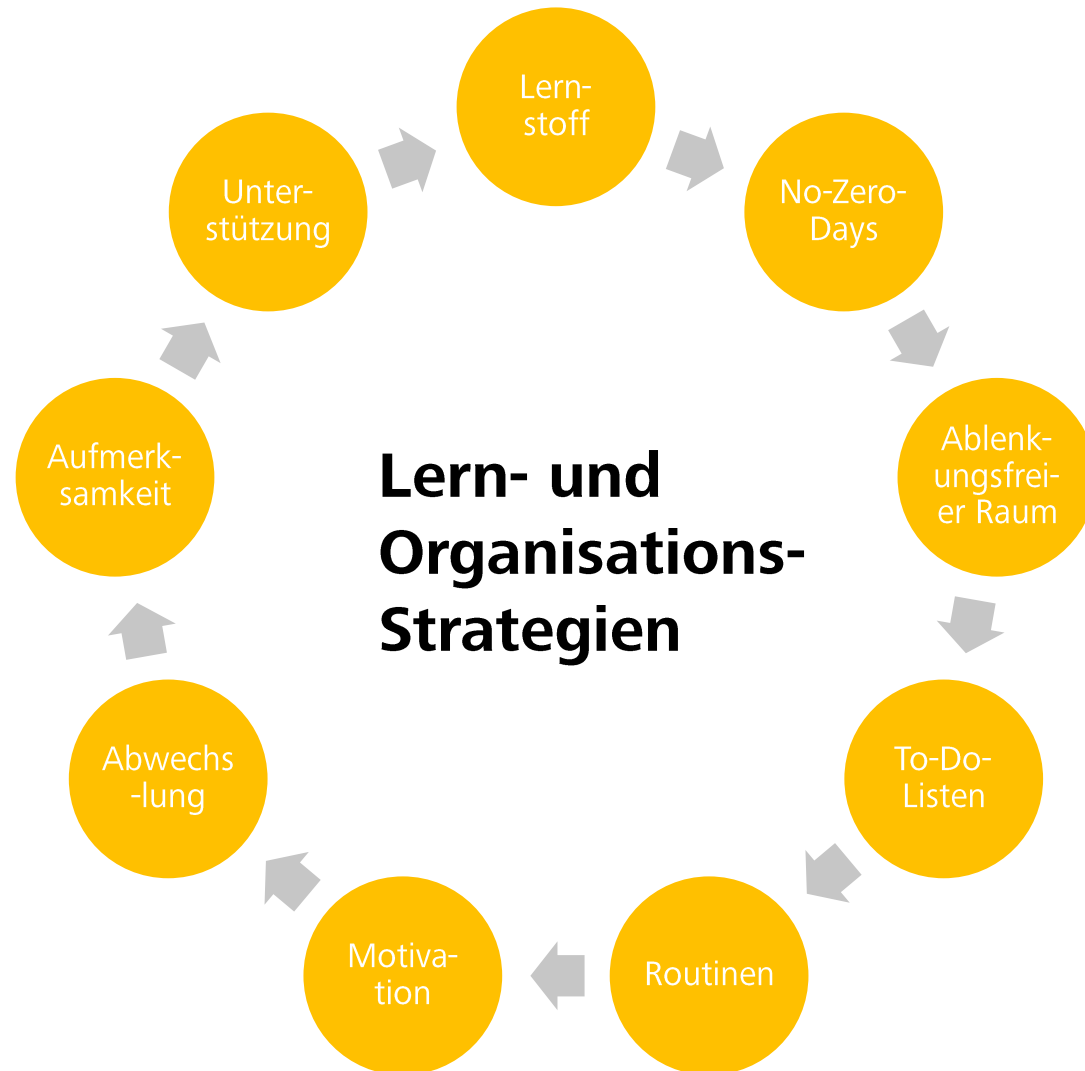 Lern-
stoff
No-Zero-
Days
Ablenk-
ungsfrei-
er Raum
To-Do-
Listen
Routinen
Motiva-
tion
Abwechs
-lung
Aufmerk-
samkeit
Unter-
stützung
Lern- und
Organisations-
Strategien